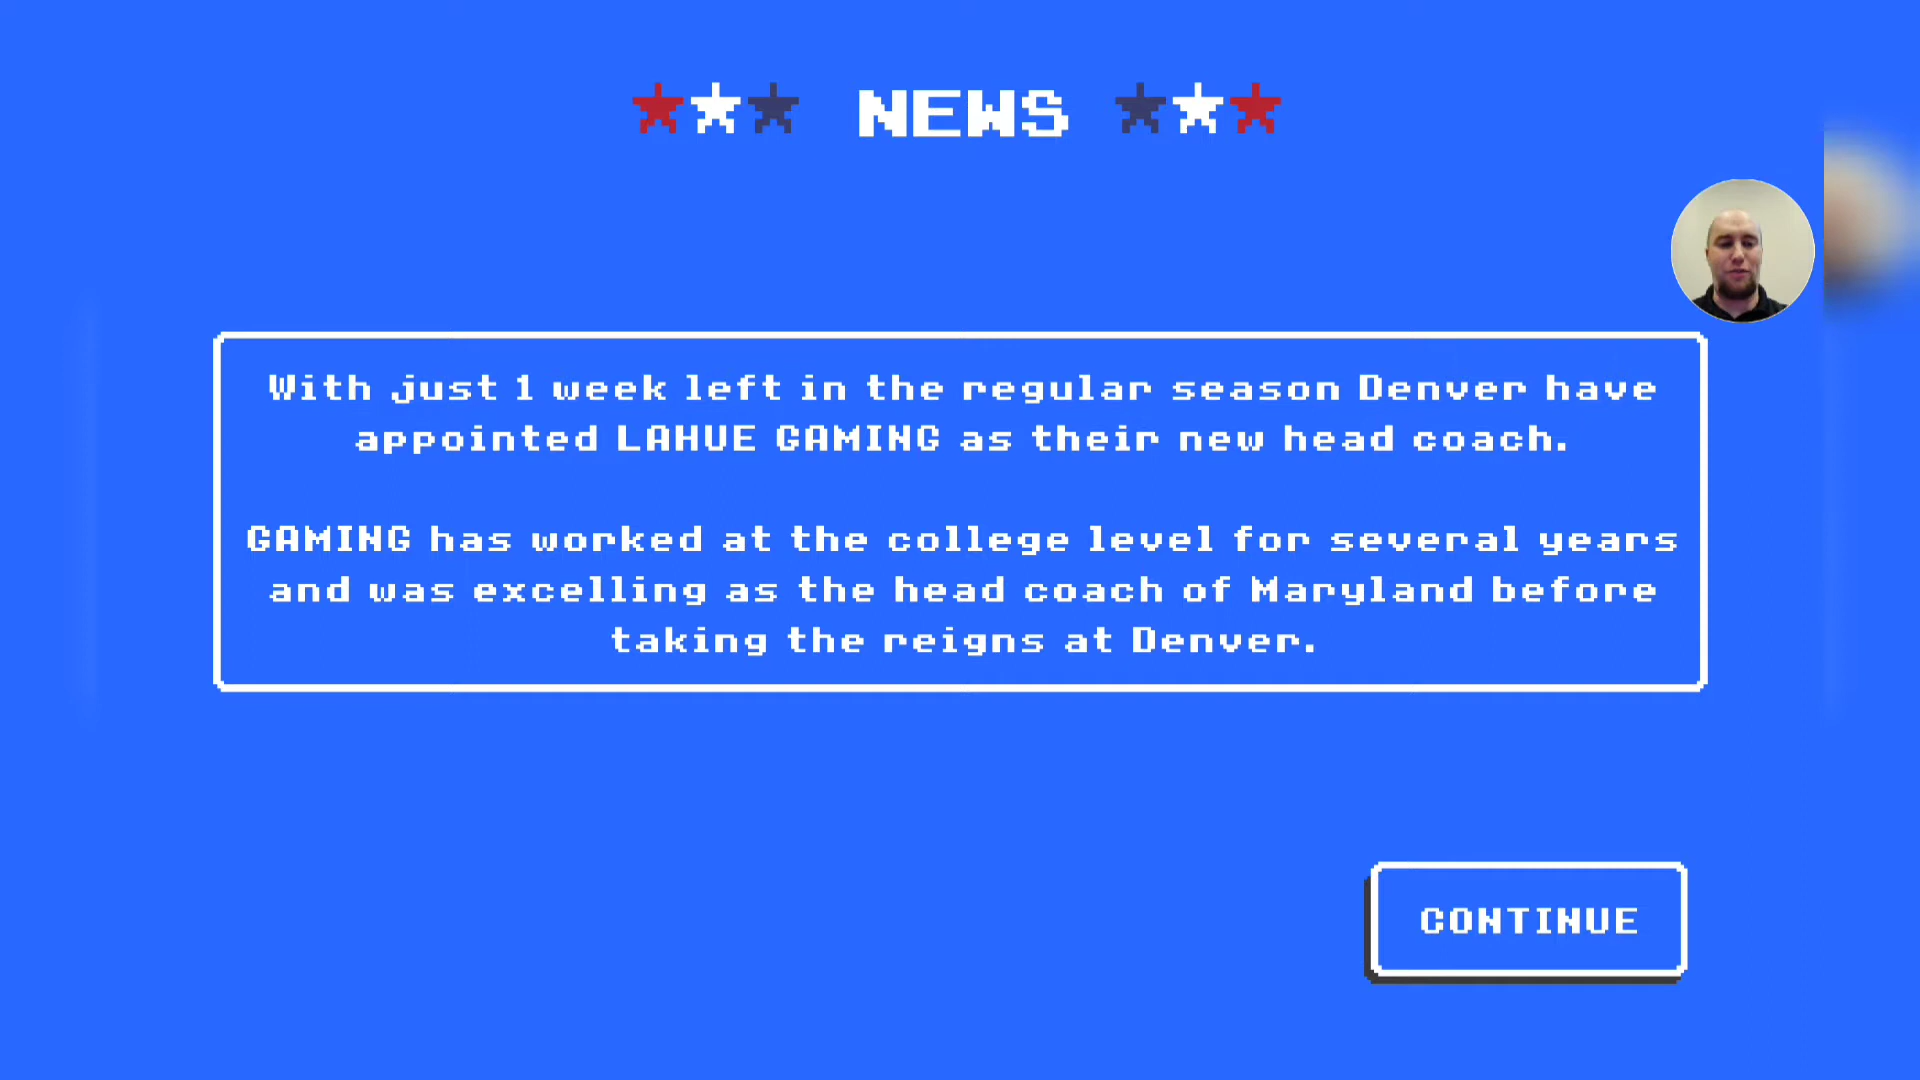 NEWS
With just 1 week left in the regular season Denver have
appointed LAHUE GAMING as their new head coach.
GAMING has worked at the college level for several years
and was excelling as the head coach of Maryland before
taking the reigns at Denver.
CONTINUE